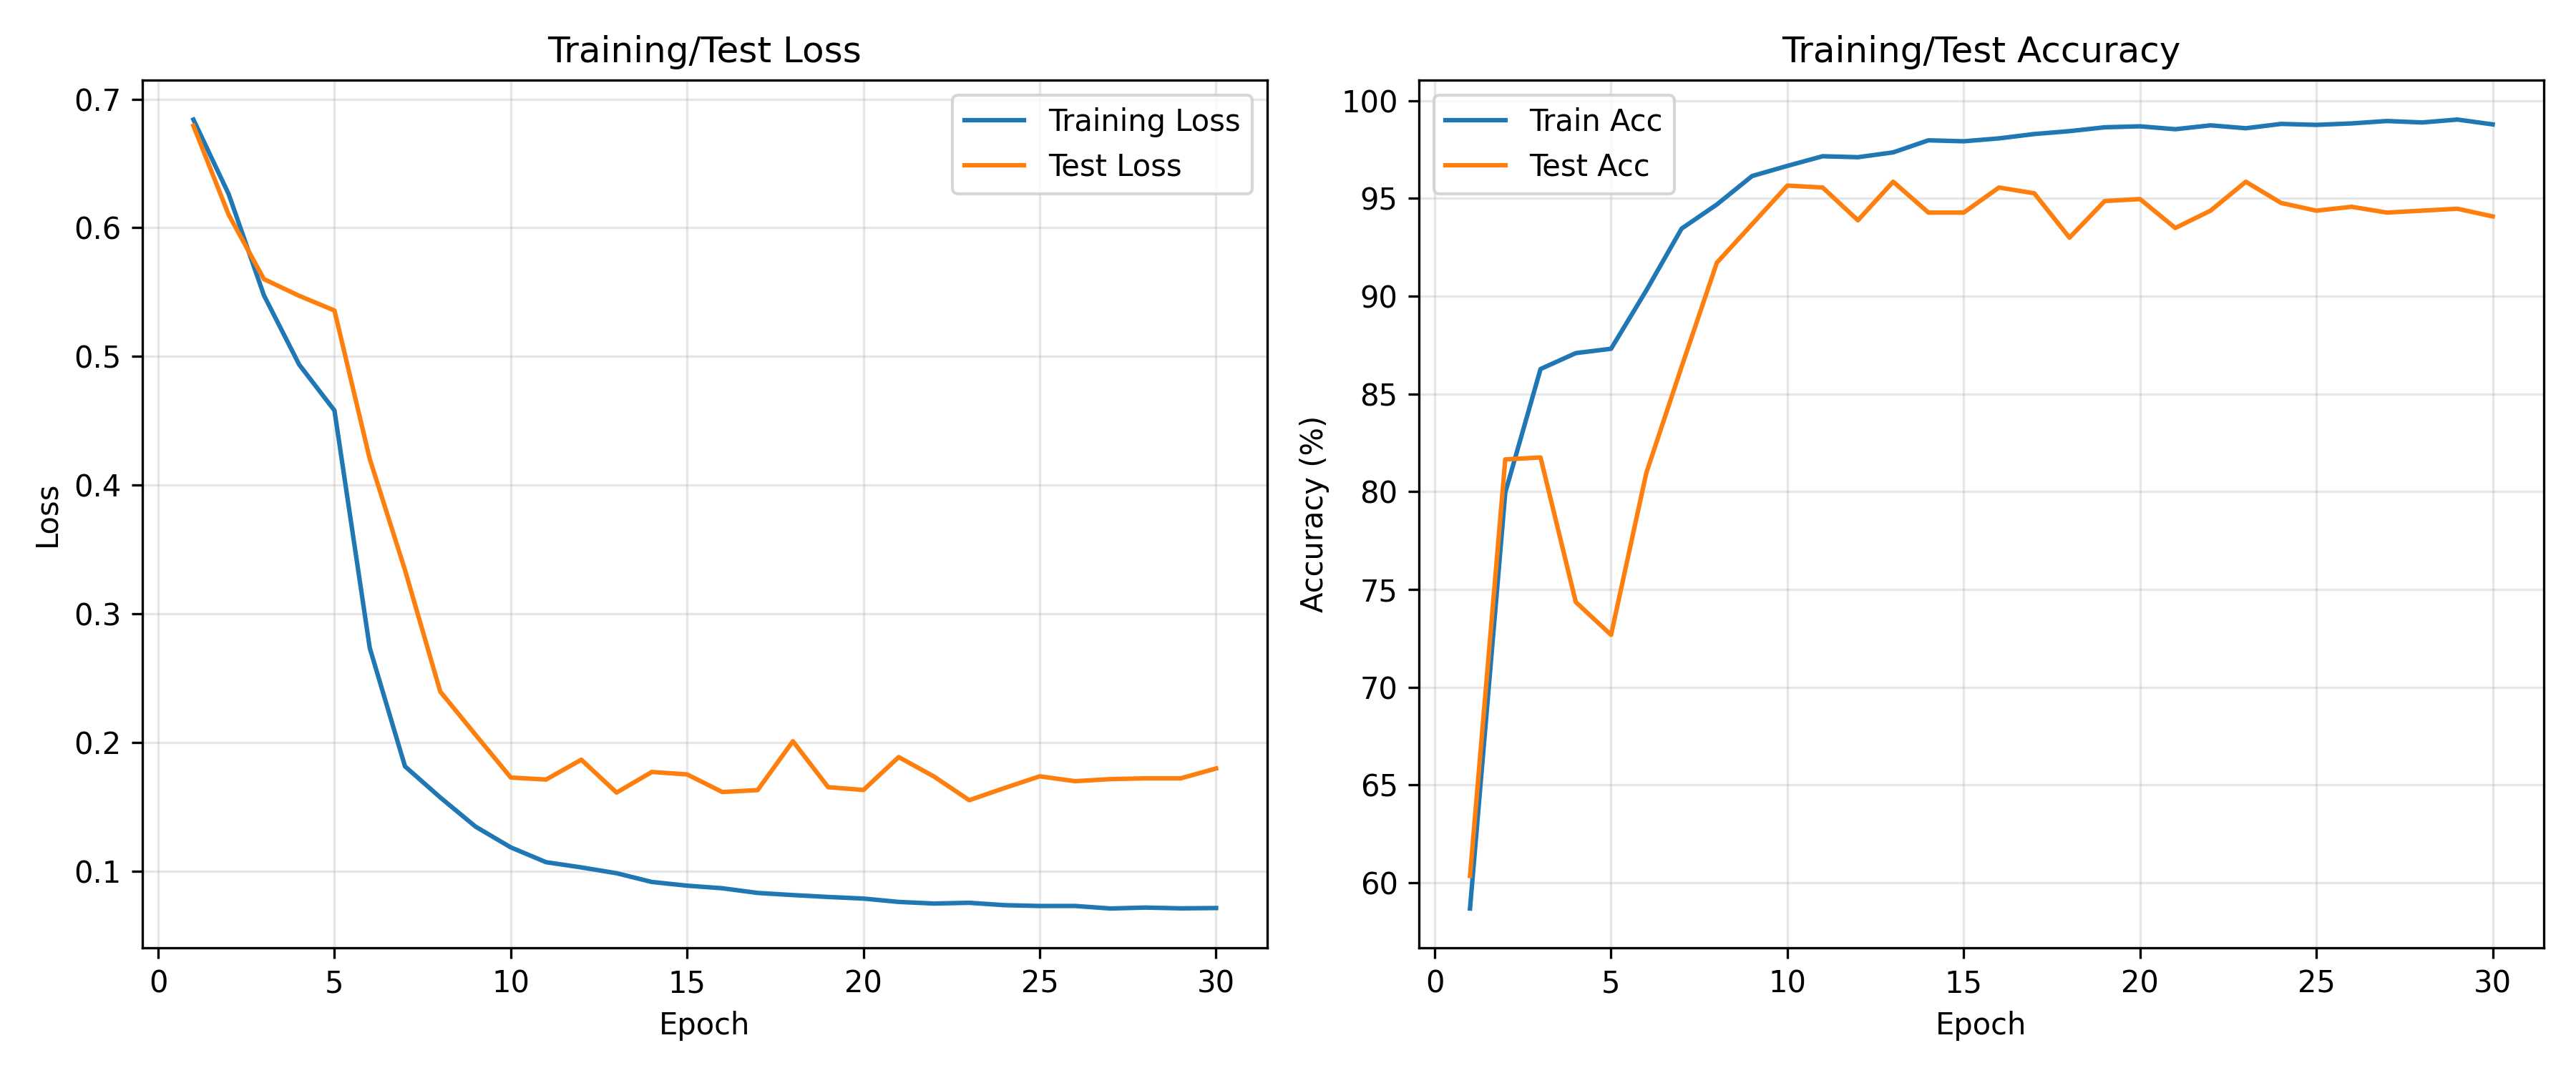 Training/Test Loss
Training Loss
Test Loss
0.7
0.6
0.5
0.4
0.3
0.2
0.1
Loss
0 5 10 15 20 25 30
Epoch
Training/Test Accuracy
Train Acc
Test Acc
100
95
90
85
80
75
70
65
60
Accuracy (%)
0 5 10 15 20 25 30
Epoch